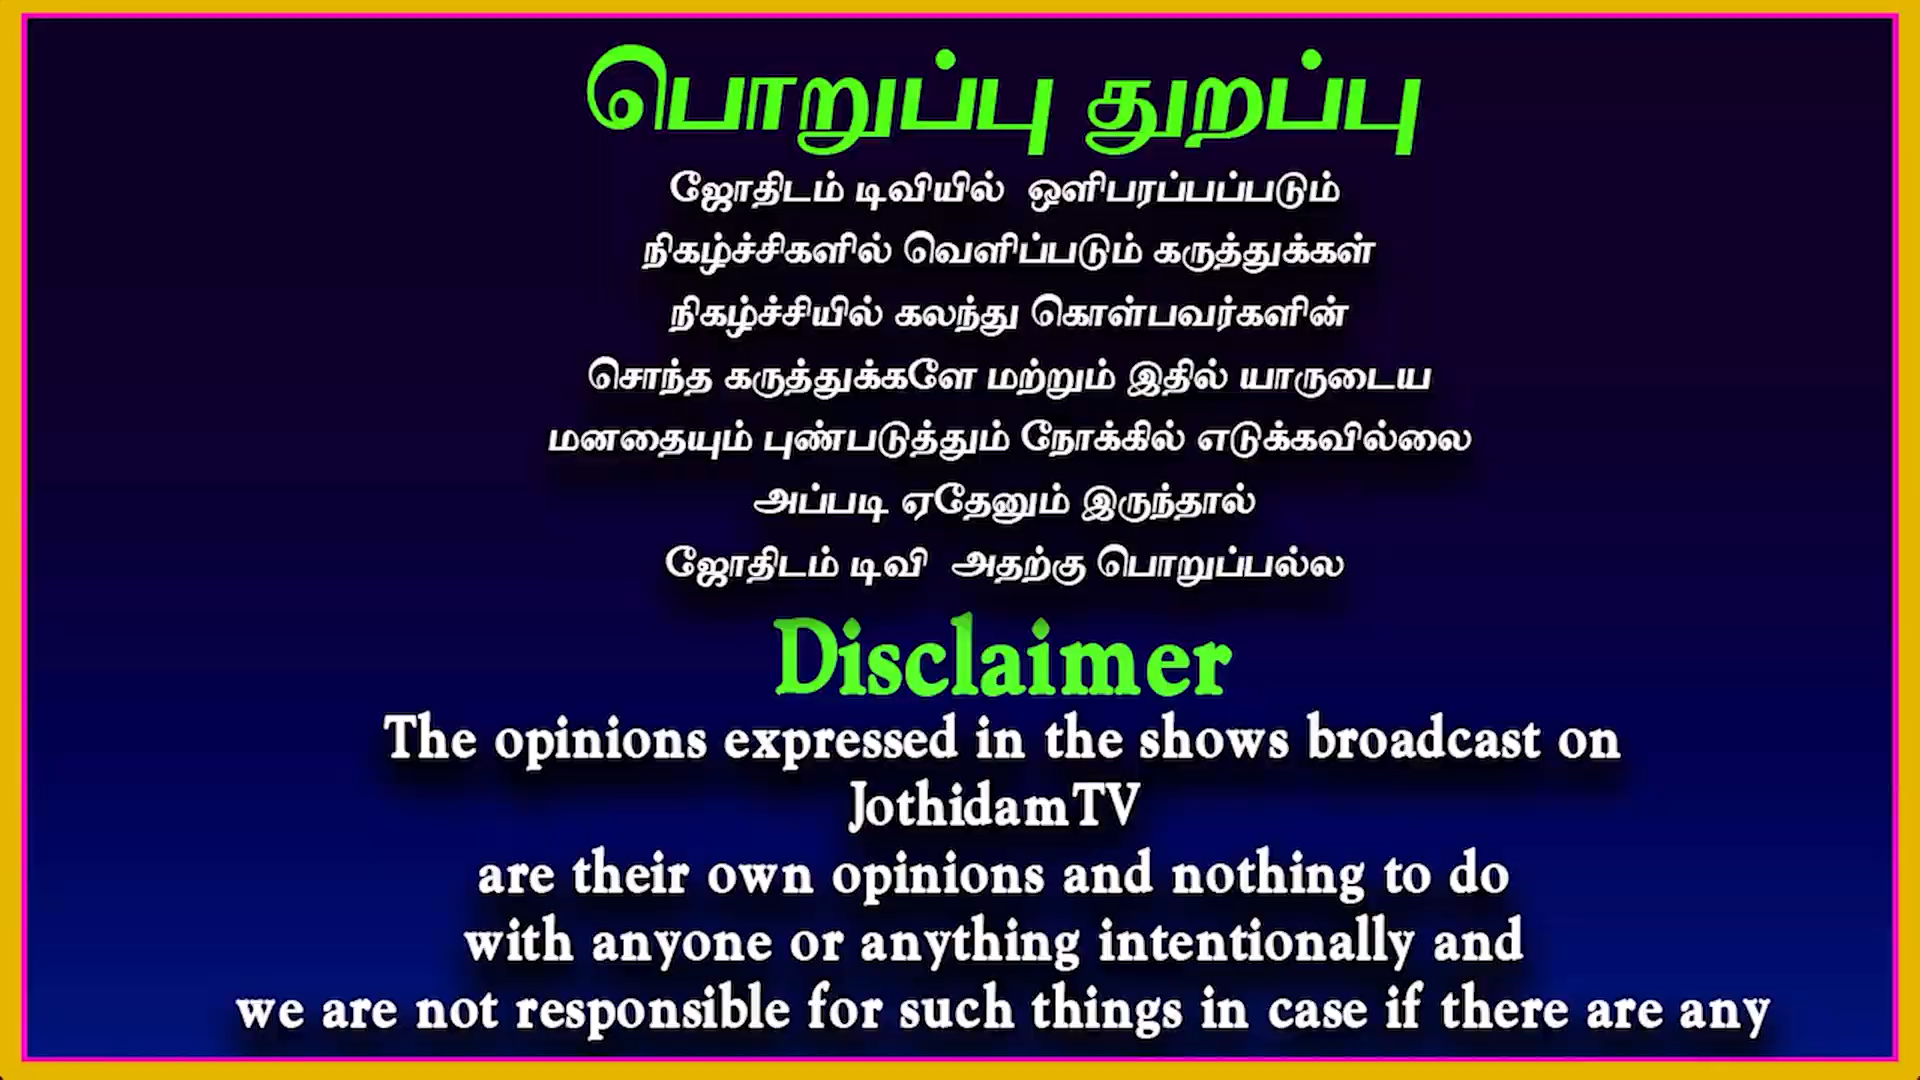 பொறுப்பு துறப்பு
ஜோதிடம் டிவியில் ஒளிபரப்பப்படும்
நிகழ்ச்சிகளில் வெளிப்படும் கருத்துக்கள்
நிகழ்ச்சியில் கலந்து கொள்பவர்களின்
சொந்த கருத்துக்களே மற்றும் இதில் யாருடைய
மனதையும் புண்படுத்தும் நோக்கில் எடுக்கவில்லை
அப்படி ஏதேனும் இருந்தால்
ஜோதிடம் டிவி அதற்கு பொறுப்பல்ல
Disclaimer
The opinions expressed in the shows broadcast on
JothidamTV
are their own opinions and nothing to do
with anyone or anything intentionally and
we are not responsible for such things in case if there are any